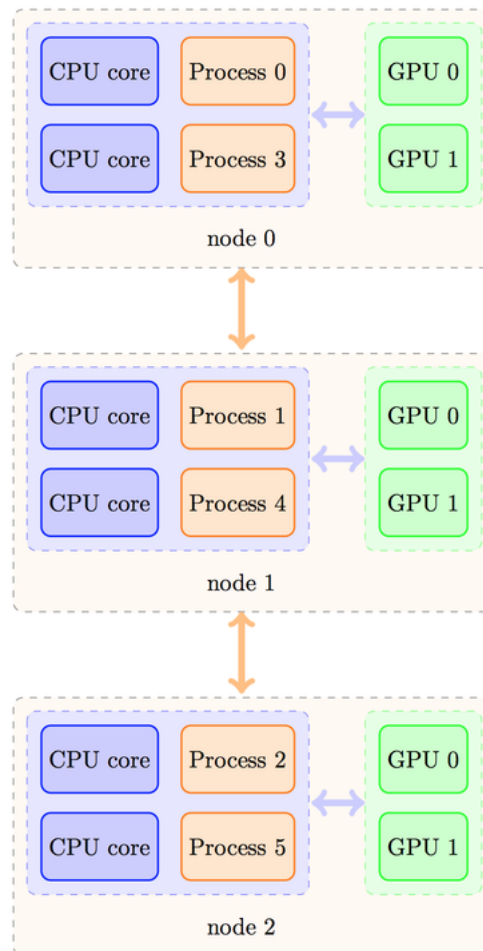 CPU core Process 0 GPU 0
CPU core Process 3 GPU 1
node 0
CPU core Process 1 GPU 0
CPU core Process 4 GPU 1
node 1
CPU core Process 2 GPU 0
CPU core Process 5 GPU 1
node 2